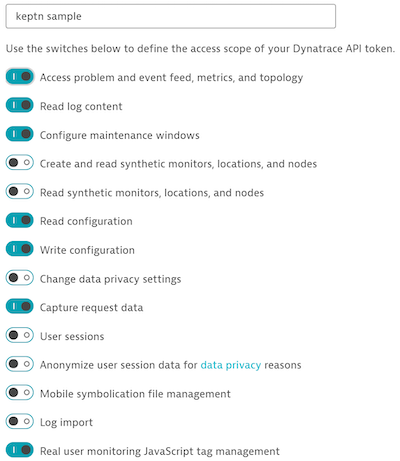 keptn sample
Use the switches below to define the access scope of your Dynatrace API token.
Access problem and event feed, metrics, and topology
Read log content
Configure maintenance windows
Create and read synthetic monitors, locations, and nodes
Read synthetic monitors, locations, and nodes
Read configuration
Write configuration
Change data privacy settings
Capture request data
User sessions
Anonymize user session data for data privacy reasons
Mobile symbolication file management
Log import
Real user monitoring JavaScript tag management